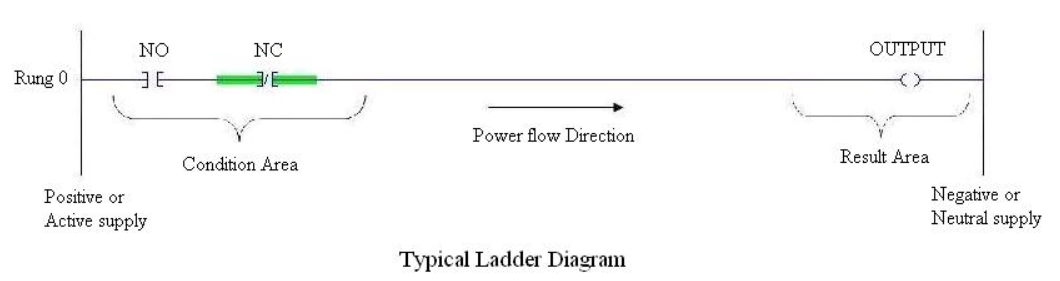 NO
NC
OUTPUT
Rung 0
Power flow Direction
Condition Area
Result Area
Positive or
Active supply
Negative or
Neutral supply
Typical Ladder Diagram